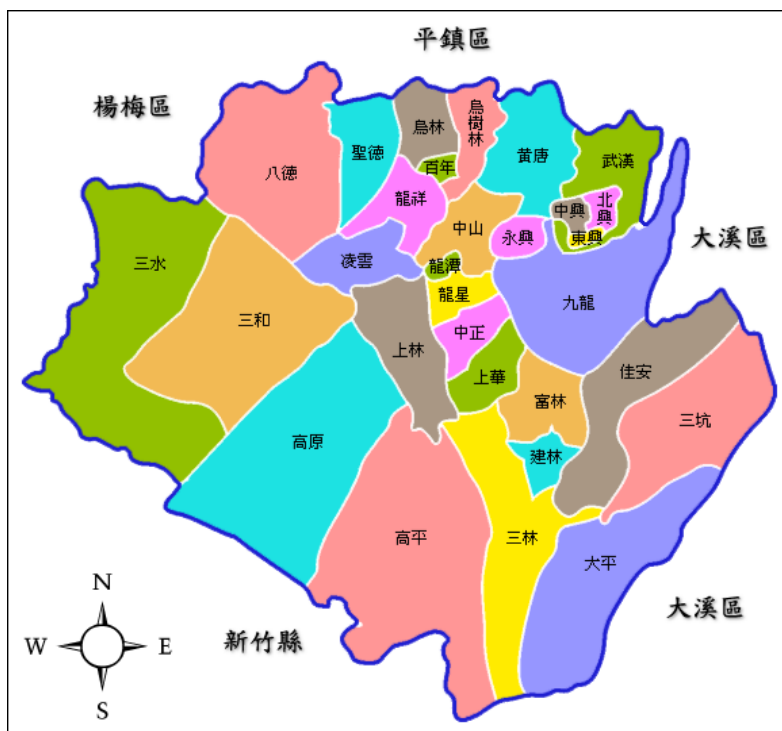 平鎮區
楊梅區
烏樹林
烏林
聖德
黃唐
武漢
八德
百年
龍祥
北興
中興
中山
永興
東興
大溪區
凌雲
三水
龍潭
龍星
九龍
三和
中正
上林
上華
佳安
富林
三坑
高原
建林
高平
三林
大平
大溪區
新竹縣
N
W
E
S